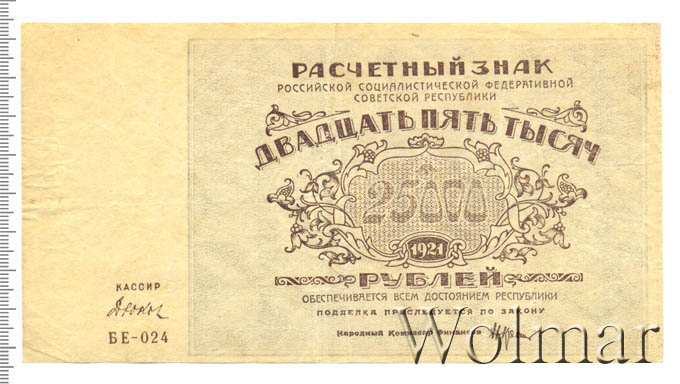 РАСЧЕТНЫЙ ЗНАК
РОССИЙСКОЙ СОЦИАЛИСТИЧЕСКОЙ ФЕДЕРАТИВНОЙ
СОВЕТСКОЙ РЕСПУБЛИКИ
ДВАДЦАТЬ ПЯТЬ ТЫСЯЧ
25000
1921
РУБЛЕЙ
ОБЕСПЕЧИВАЕТСЯ ВСЕМ ДОСТОЯНИЕМ РЕСПУБЛИКИ
ПОДДЕЛКА ПРЕСЛЕДУЕТСЯ ПО ЗАКОНУ
Народный Комиссар Финансов
КАССИР
БЕ-024
Wolmar